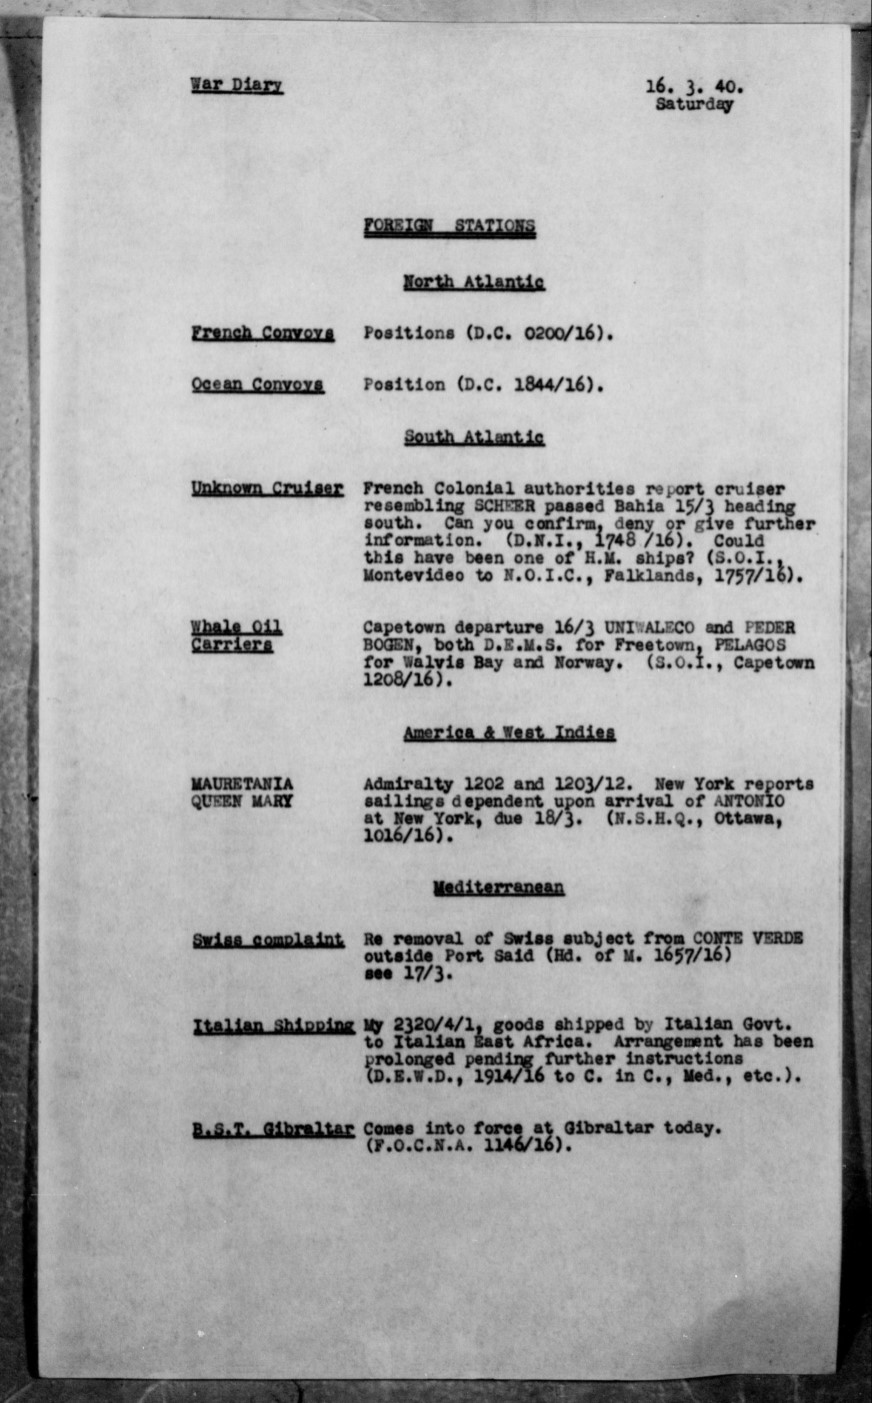 War Diary
16. 3. 40.
Saturday
FOREIGN STATIONS
North Atlantic
French Convoys Positions (D.C. 0200/16).
Ocean Convoys Position (D.C. 1844/16).
South Atlantic
Unknown Cruiser French Colonial authorities report cruiser
resembling SCHEER passed Bahia 15/3 heading
south. Can you confirm, deny or give further
information. (D.N.I., 1748 /16). Could
this have been one of H.M. ships? (S.O.I.,
Montevideo to N.O.I.C., Falklands, 1757/16).
Whale Oil Capetown departure 16/3 UNIWALECO and PEDER
Carriers BOGEN, both D.E.M.S. for Freetown, PELAGOS
for Walvis Bay and Norway. (S.O.I., Capetown
1208/16).
America & West Indies
MAURETANIA Admiralty 1202 and 1203/12. New York reports
QUEEN MARY sailings dependent upon arrival of ANTONIO
at New York, due 18/3. (N.S.H.Q., Ottawa,
1016/16).
Mediterranean
Swiss complaint Re removal of Swiss subject from CONTE VERDE
outside Port Said (Hd. of M. 1657/16)
see 17/3.
Italian Shipping My 2320/4/1, goods shipped by Italian Govt.
to Italian East Africa. Arrangement has been
prolonged pending further instructions
(D.E.W.D., 1914/16 to C. in C., Med., etc.).
B.S.T. Gibraltar Comes into force at Gibraltar today.
(F.O.C.N.A. 1146/16).